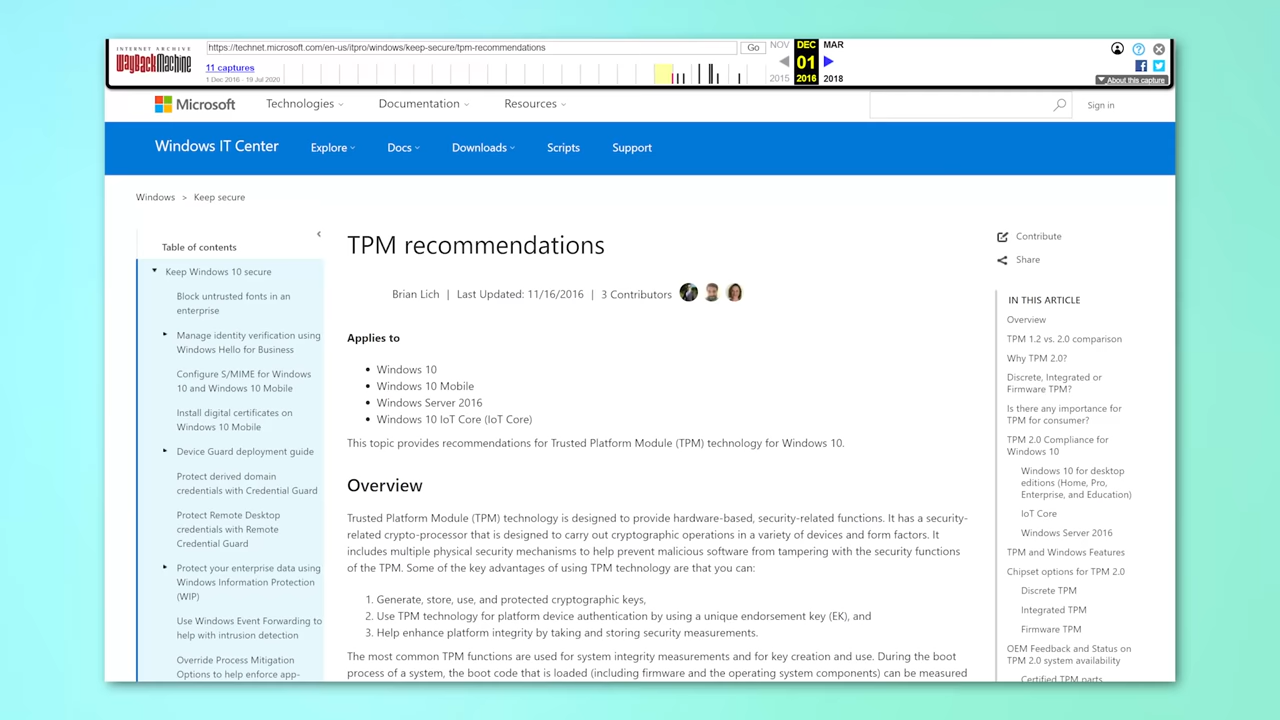 INTERNET ARCHIVE
WayBackMachine
https://technet.microsoft.com/en-us/itpro/windows/keep-secure/tpm-recommendations
Go
NOV DEC MAR
11 captures
01
1 Dec 2016 - 19 Jul 2020
2015 2016 2018
About this capture
Microsoft
Technologies
Documentation
Resources
Sign in
Windows IT Center
Explore
Docs
Downloads
Scripts
Support
Windows > Keep secure
Table of contents
Keep Windows 10 secure
Block untrusted fonts in an
enterprise
Manage identity verification using
Windows Hello for Business
Configure S/MIME for Windows
10 and Windows 10 Mobile
Install digital certificates on
Windows 10 Mobile
Device Guard deployment guide
Protect derived domain
credentials with Credential Guard
Protect Remote Desktop
credentials with Remote
Credential Guard
Protect your enterprise data using
Windows Information Protection
(WIP)
Use Windows Event Forwarding to
help with intrusion detection
Override Process Mitigation
Options to help enforce app-
TPM recommendations
Brian Lich | Last Updated: 11/16/2016 | 3 Contributors
Applies to
• Windows 10
• Windows 10 Mobile
• Windows Server 2016
• Windows 10 IoT Core (IoT Core)
This topic provides recommendations for Trusted Platform Module (TPM) technology for Windows 10.
Overview
Trusted Platform Module (TPM) technology is designed to provide hardware-based, security-related functions. It has a security-
related crypto-processor that is designed to carry out cryptographic operations in a variety of devices and form factors. It
includes multiple physical security mechanisms to help prevent malicious software from tampering with the security functions
of the TPM. Some of the key advantages of using TPM technology are that you can:
1. Generate, store, use, and protected cryptographic keys,
2. Use TPM technology for platform device authentication by using a unique endorsement key (EK), and
3. Help enhance platform integrity by taking and storing security measurements.
The most common TPM functions are used for system integrity measurements and for key creation and use. During the boot
process of a system, the boot code that is loaded (including firmware and the operating system components) can be measured
Contribute
Share
IN THIS ARTICLE
Overview
TPM 1.2 vs. 2.0 comparison
Why TPM 2.0?
Discrete, Integrated or
Firmware TPM?
Is there any importance for
TPM for consumer?
TPM 2.0 Compliance for
Windows 10
Windows 10 for desktop
editions (Home, Pro,
Enterprise, and Education)
IoT Core
Windows Server 2016
TPM and Windows Features
Chipset options for TPM 2.0
Discrete TPM
Integrated TPM
Firmware TPM
OEM Feedback and Status on
TPM 2.0 system availability
Certified TPM parts